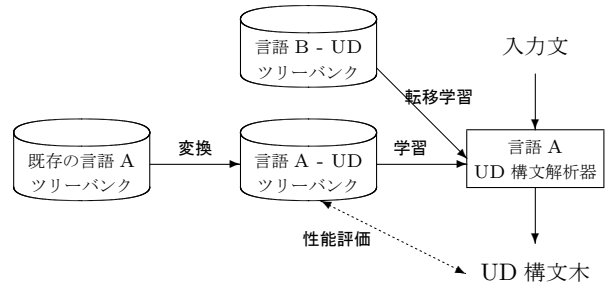 言語 B - UD
ツリーバンク
入力文
転移学習
既存の言語 A
ツリーバンク
変換
言語 A - UD
ツリーバンク
学習
言語 A
UD 構文解析器
性能評価
UD 構文木